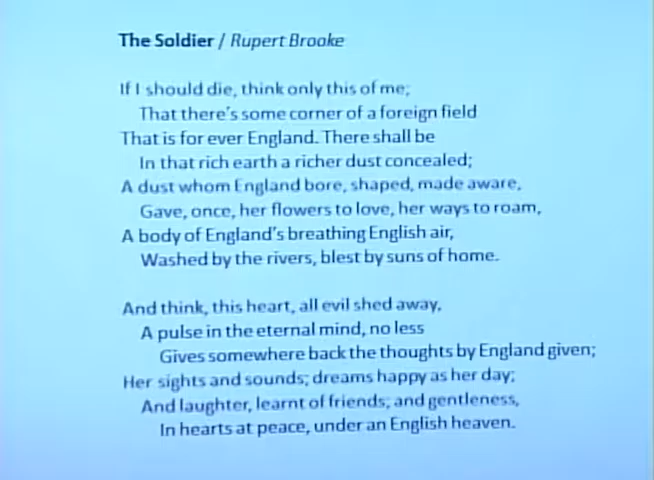 The Soldier / Rupert Brooke
If I should die, think only this of me;
That there's some corner of a foreign field
That is for ever England. There shall be
In that rich earth a richer dust concealed;
A dust whom England bore, shaped, made aware,
Gave, once, her flowers to love, her ways to roam,
A body of England's breathing English air,
Washed by the rivers, blest by suns of home.
And think, this heart, all evil shed away,
A pulse in the eternal mind, no less
Gives somewhere back the thoughts by England given;
Her sights and sounds; dreams happy as her day;
And laughter, learnt of friends; and gentleness,
In hearts at peace, under an English heaven.